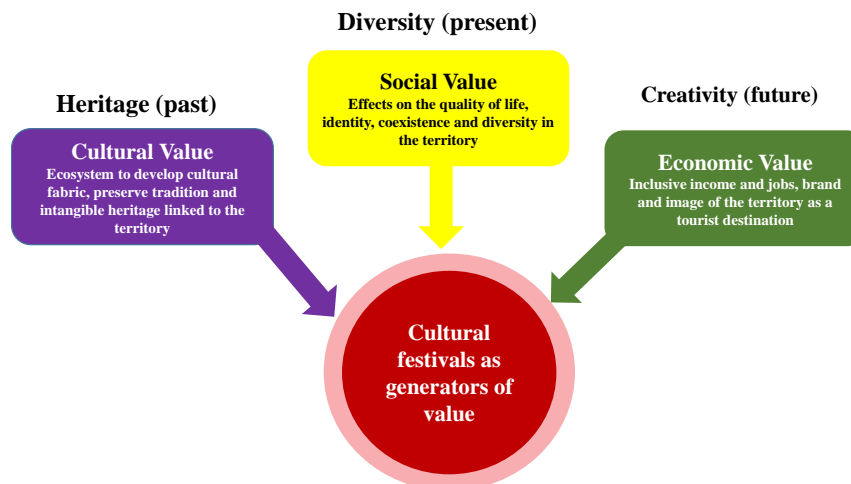 Diversity (present)
Heritage (past)
Creativity (future)
Social Value
Effects on the quality of life,
identity, coexistence and diversity in
the territory
Cultural Value
Ecosystem to develop cultural
fabric, preserve tradition and
intangible heritage linked to the
territory
Economic Value
Inclusive income and jobs, brand
and image of the territory as a
tourist destination
Cultural
festivals as
generators of
value